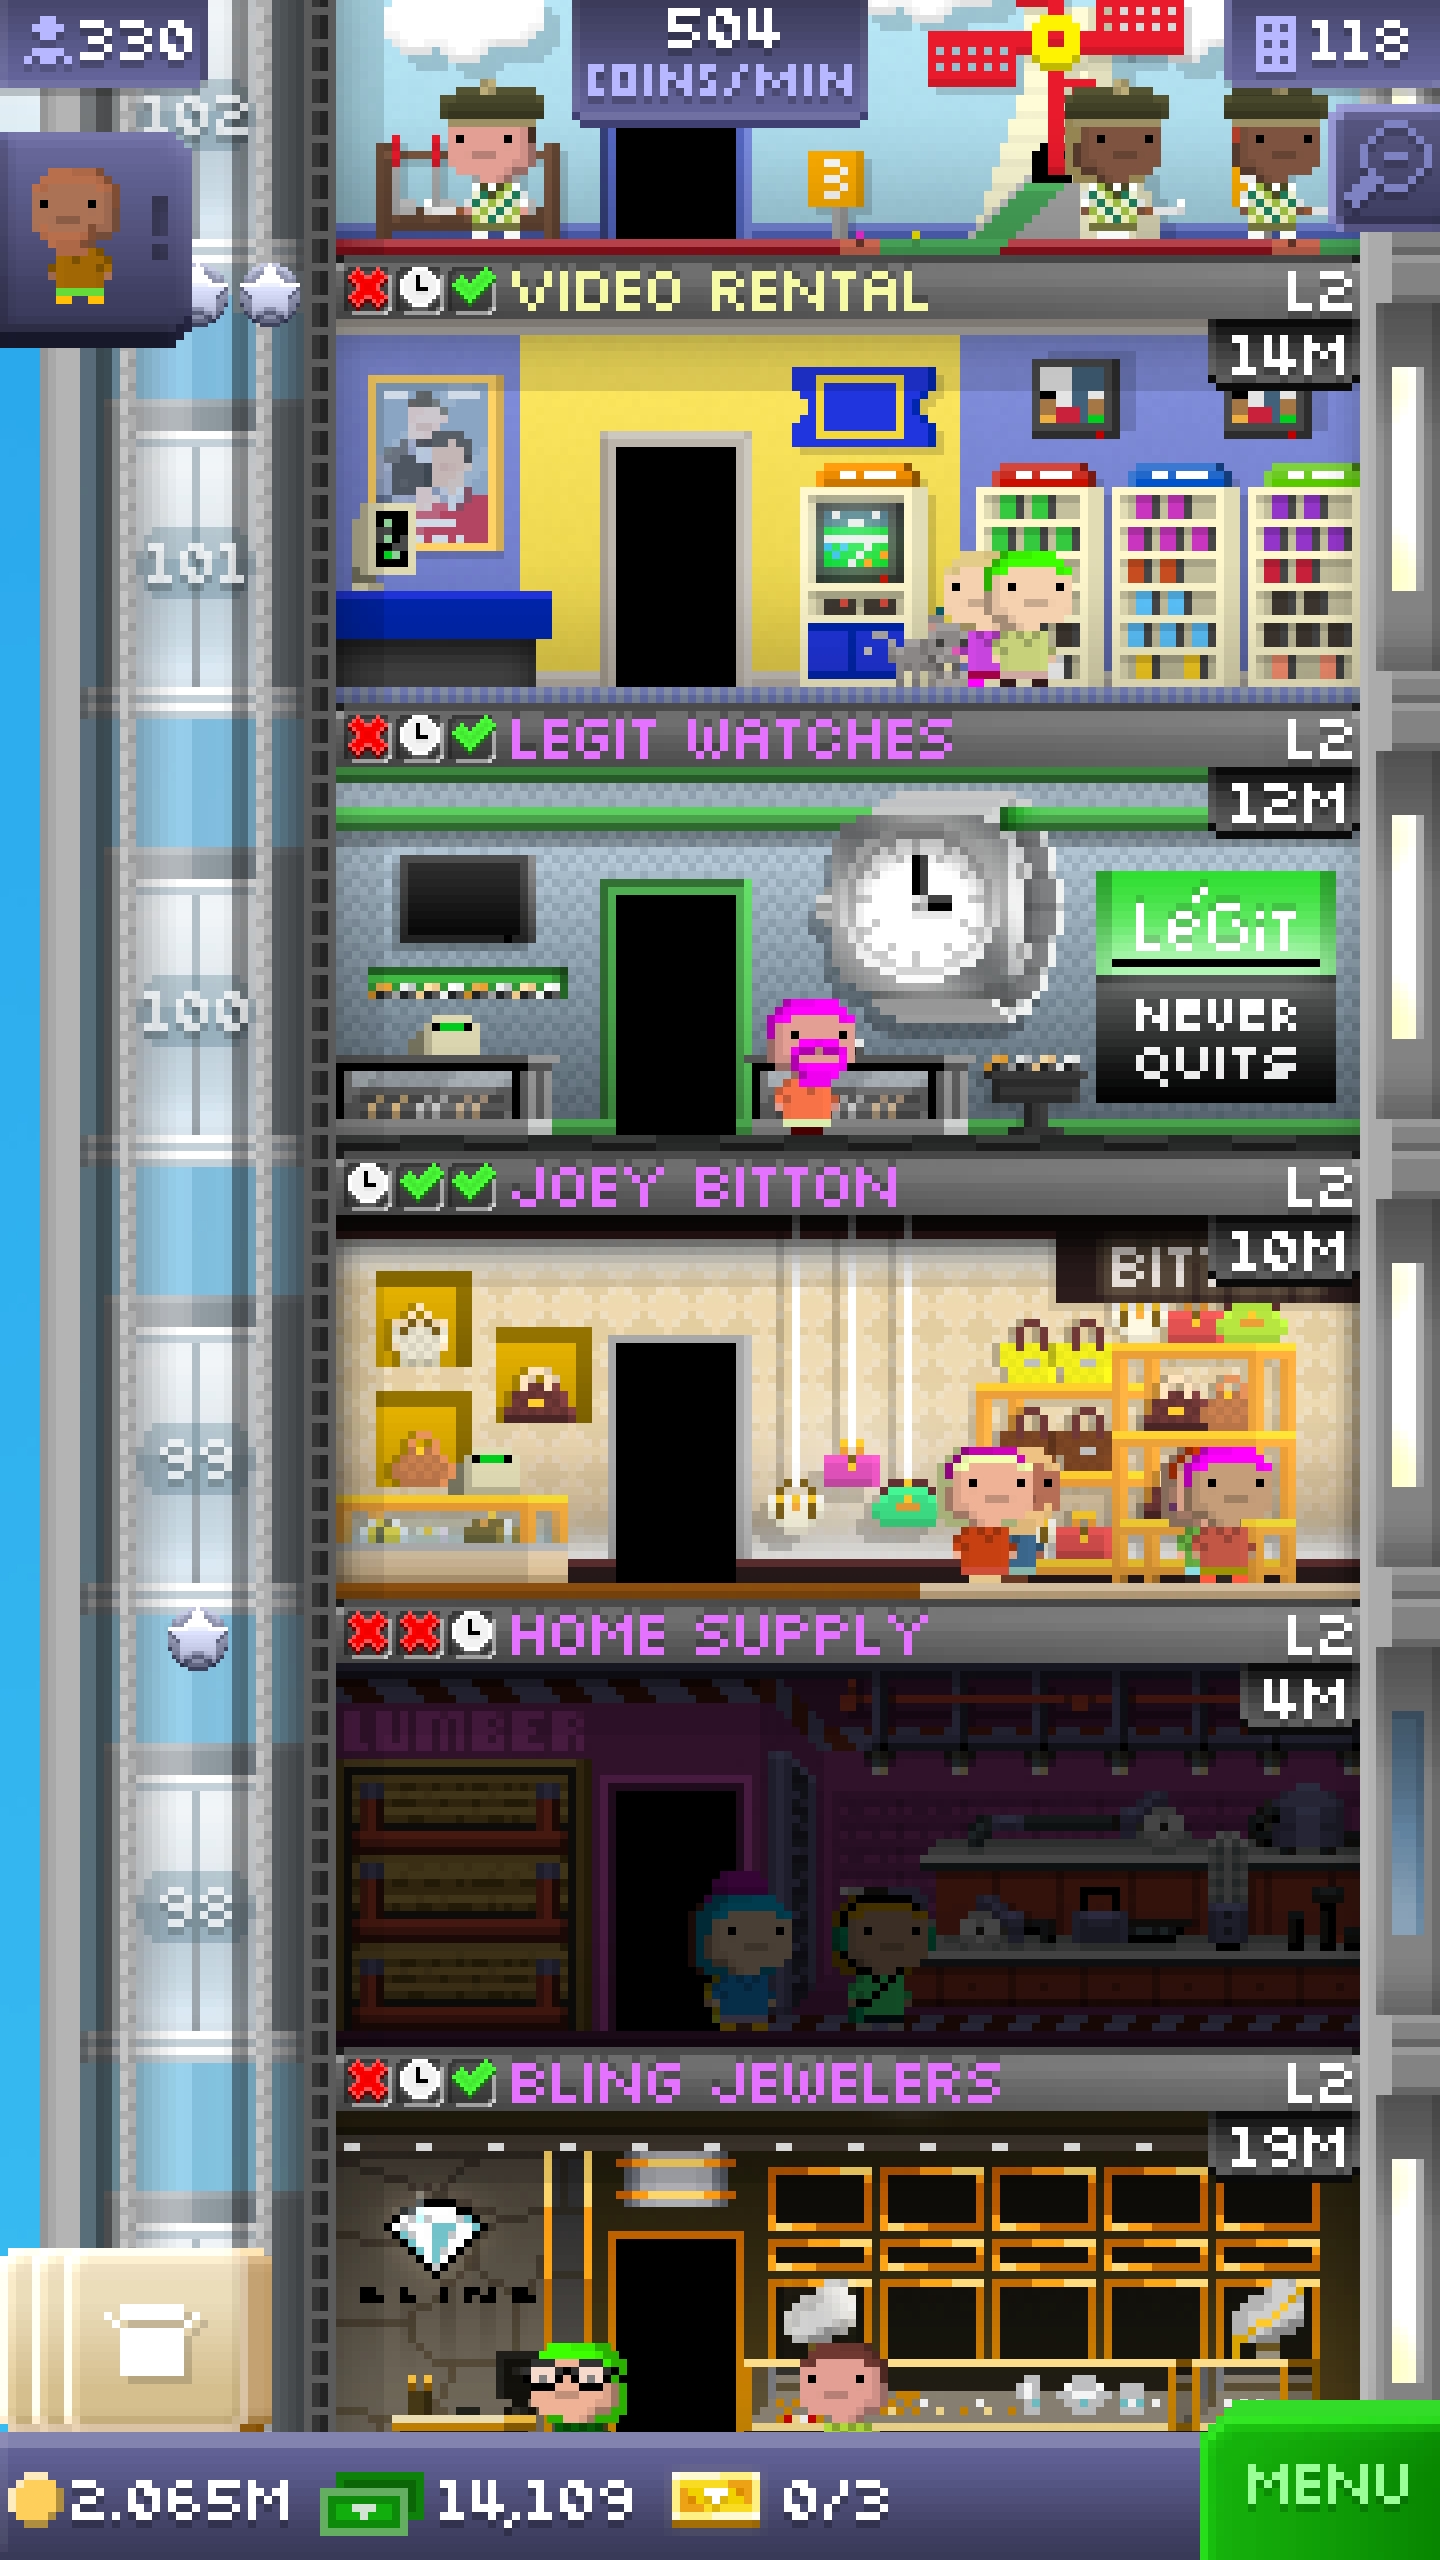 330
504
COINS/MIN
118
102
3
VIDEO RENTAL
L2
14M
101
LEGIT WATCHES
L2
12M
LéGiT
NEVER
QUITS
100
JOEY BITTON
L2
BIT
10M
99
HOME SUPPLY
L2
4M
LUMBER
98
BLING JEWELERS
L2
19M
BLING
2.065M
14,109
0/3
MENU